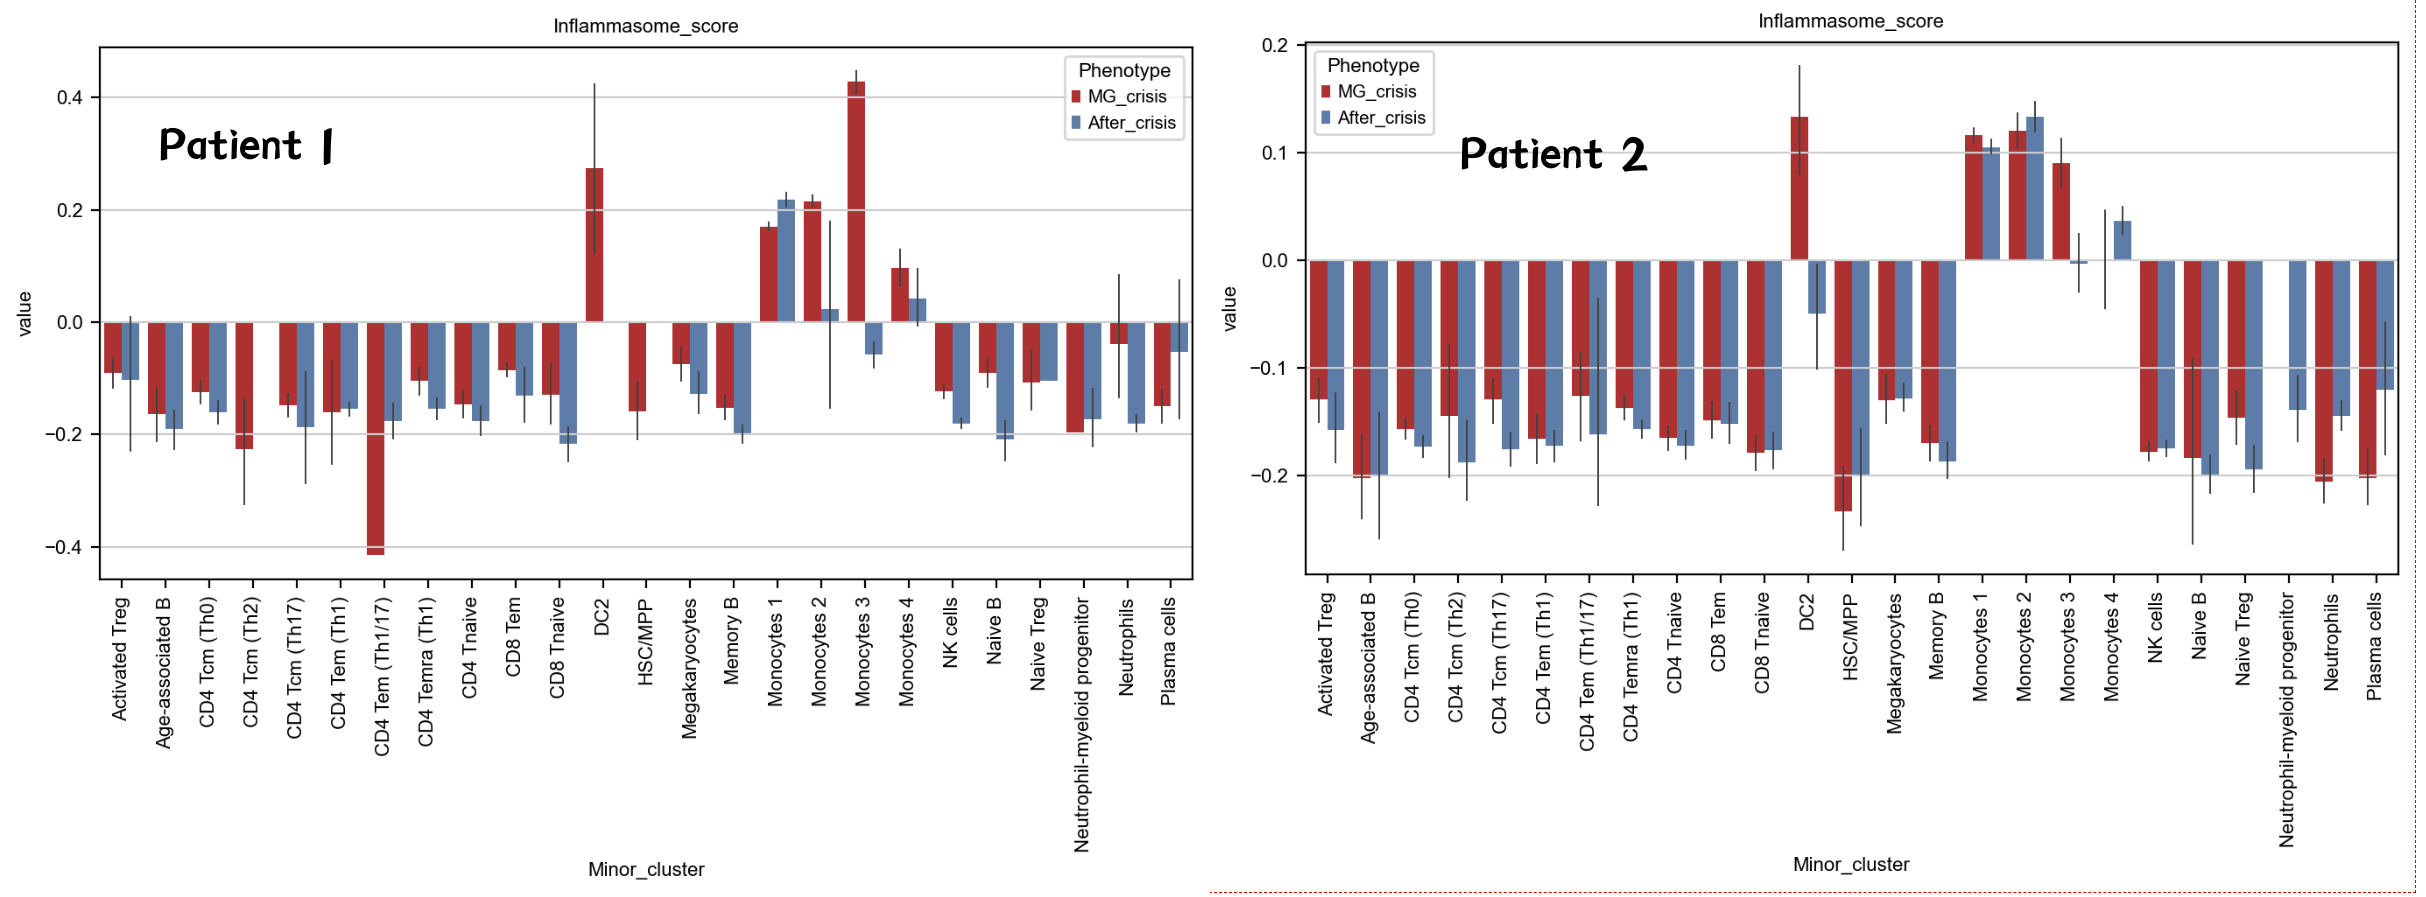 Inflammasome_score
Phenotype
MG_crisis
After_crisis
Patient 1
0.4
0.2
0.0
−0.2
−0.4
value
Activated Treg
Age-associated B
CD4 Tcm (Th0)
CD4 Tcm (Th2)
CD4 Tcm (Th17)
CD4 Tem (Th1)
CD4 Tem (Th1/17)
CD4 Temra (Th1)
CD4 Tnaive
CD8 Tem
CD8 Tnaive
DC2
HSC/MPP
Megakaryocytes
Memory B
Monocytes 1
Monocytes 2
Monocytes 3
Monocytes 4
NK cells
Naive B
Naive Treg
Neutrophil-myeloid progenitor
Neutrophils
Plasma cells
Minor_cluster
Inflammasome_score
Phenotype
MG_crisis
After_crisis
Patient 2
0.2
0.1
0.0
−0.1
−0.2
value
Activated Treg
Age-associated B
CD4 Tcm (Th0)
CD4 Tcm (Th2)
CD4 Tcm (Th17)
CD4 Tem (Th1)
CD4 Tem (Th1/17)
CD4 Temra (Th1)
CD4 Tnaive
CD8 Tem
CD8 Tnaive
DC2
HSC/MPP
Megakaryocytes
Memory B
Monocytes 1
Monocytes 2
Monocytes 3
Monocytes 4
NK cells
Naive B
Naive Treg
Neutrophil-myeloid progenitor
Neutrophils
Plasma cells
Minor_cluster